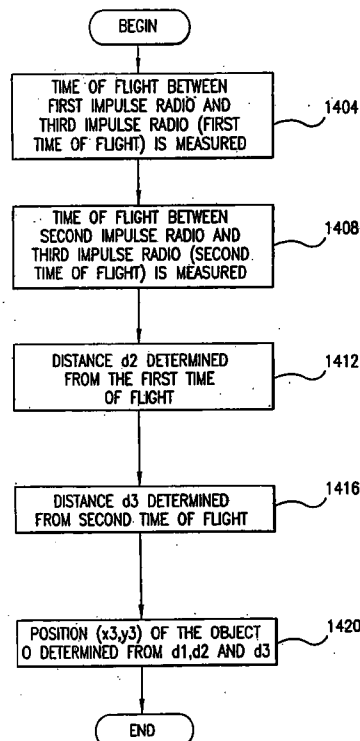 BEGIN
TIME OF FLIGHT BETWEEN
FIRST IMPULSE RADIO AND
THIRD IMPULSE RADIO (FIRST
TIME OF FLIGHT) IS MEASURED
1404
TIME OF FLIGHT BETWEEN
SECOND IMPULSE RADIO AND
THIRD IMPULSE RADIO (SECOND
TIME OF FLIGHT) IS MEASURED
1408
DISTANCE d2 DETERMINED
FROM THE FIRST TIME
OF FLIGHT
1412
DISTANCE d3 DETERMINED
FROM SECOND TIME OF FLIGHT
1416
POSITION (x3,y3) OF THE OBJECT
O DETERMINED FROM d1,d2 AND d3
1420
END